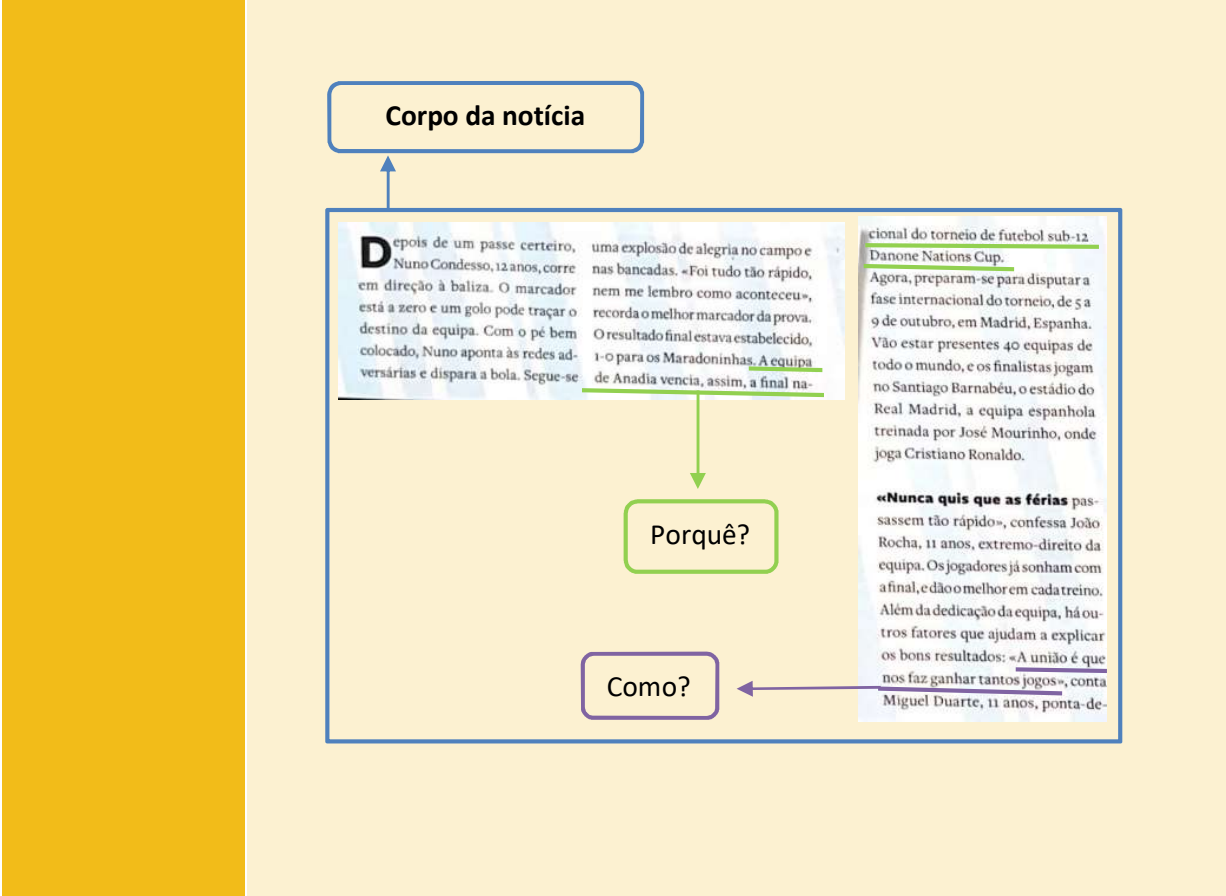 Corpo da notícia
Depois de um passe certeiro,
Nuno Condesso, 12 anos, corre
em direção à baliza. O marcador
está a zero e um golo pode traçar o
destino da equipa. Com o pé bem
colocado, Nuno aponta às redes ad-
versárias e dispara a bola. Segue-se
uma explosão de alegria no campo e
nas bancadas. «Foi tudo tão rápido,
nem me lembro como aconteceu»,
recorda o melhor marcador da prova.
O resultado final estava estabelecido,
1-0 para os Maradoninhas. A equipa
de Anadia vencia, assim, a final na-
cional do torneio de futebol sub-12
Danone Nations Cup.
Agora, preparam-se para disputar a
fase internacional do torneio, de 5 a
9 de outubro, em Madrid, Espanha.
Vão estar presentes 40 equipas de
todo o mundo, e os finalistas jogam
no Santiago Barnabéu, o estádio do
Real Madrid, a equipa espanhola
treinada por José Mourinho, onde
joga Cristiano Ronaldo.
«Nunca quis que as férias pas-
sassem tão rápido», confessa João
Rocha, 11 anos, extremo-direito da
equipa. Os jogadores já sonham com
a final, e dão o melhor em cada treino.
Além da dedicação da equipa, há ou-
tros fatores que ajudam a explicar
os bons resultados: «A união é que
nos faz ganhar tantos jogos», conta
Miguel Duarte, 11 anos, ponta-de-
Porquê?
Como?